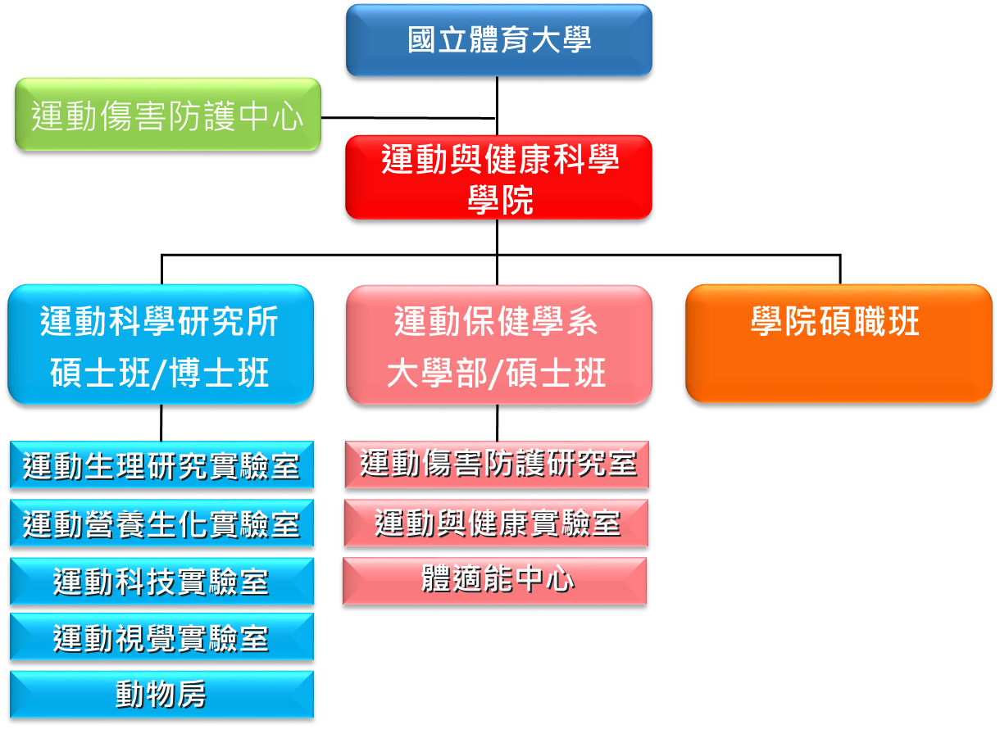 國立體育大學
運動傷害防護中心
運動與健康科學
學院
運動科學研究所
碩士班/博士班
運動生理研究實驗室
運動營養生化實驗室
運動科技實驗室
運動視覺實驗室
動物房
運動保健學系
大學部/碩士班
運動傷害防護研究室
運動與健康實驗室
體適能中心
學院碩職班